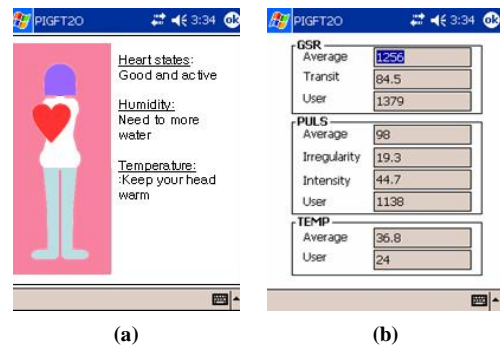 PIGFT2O 3:34 ok
Heart states:
Good and active
Humidity:
Need to more
water
Temperature:
:Keep your head
warm
(a)
PIGFT2O 3:34 ok
GSR
Average 1256
Transit 84.5
User 1379
PULS
Average 98
Irregularity 19.3
Intensity 44.7
User 1138
TEMP
Average 36.8
User 24
(b)